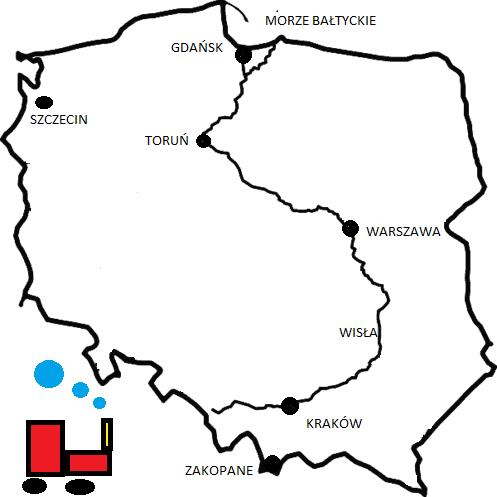 MORZE BAŁTYCKIE
GDAŃSK
SZCZECIN
TORUŃ
WARSZAWA
WISŁA
KRAKÓW
ZAKOPANE